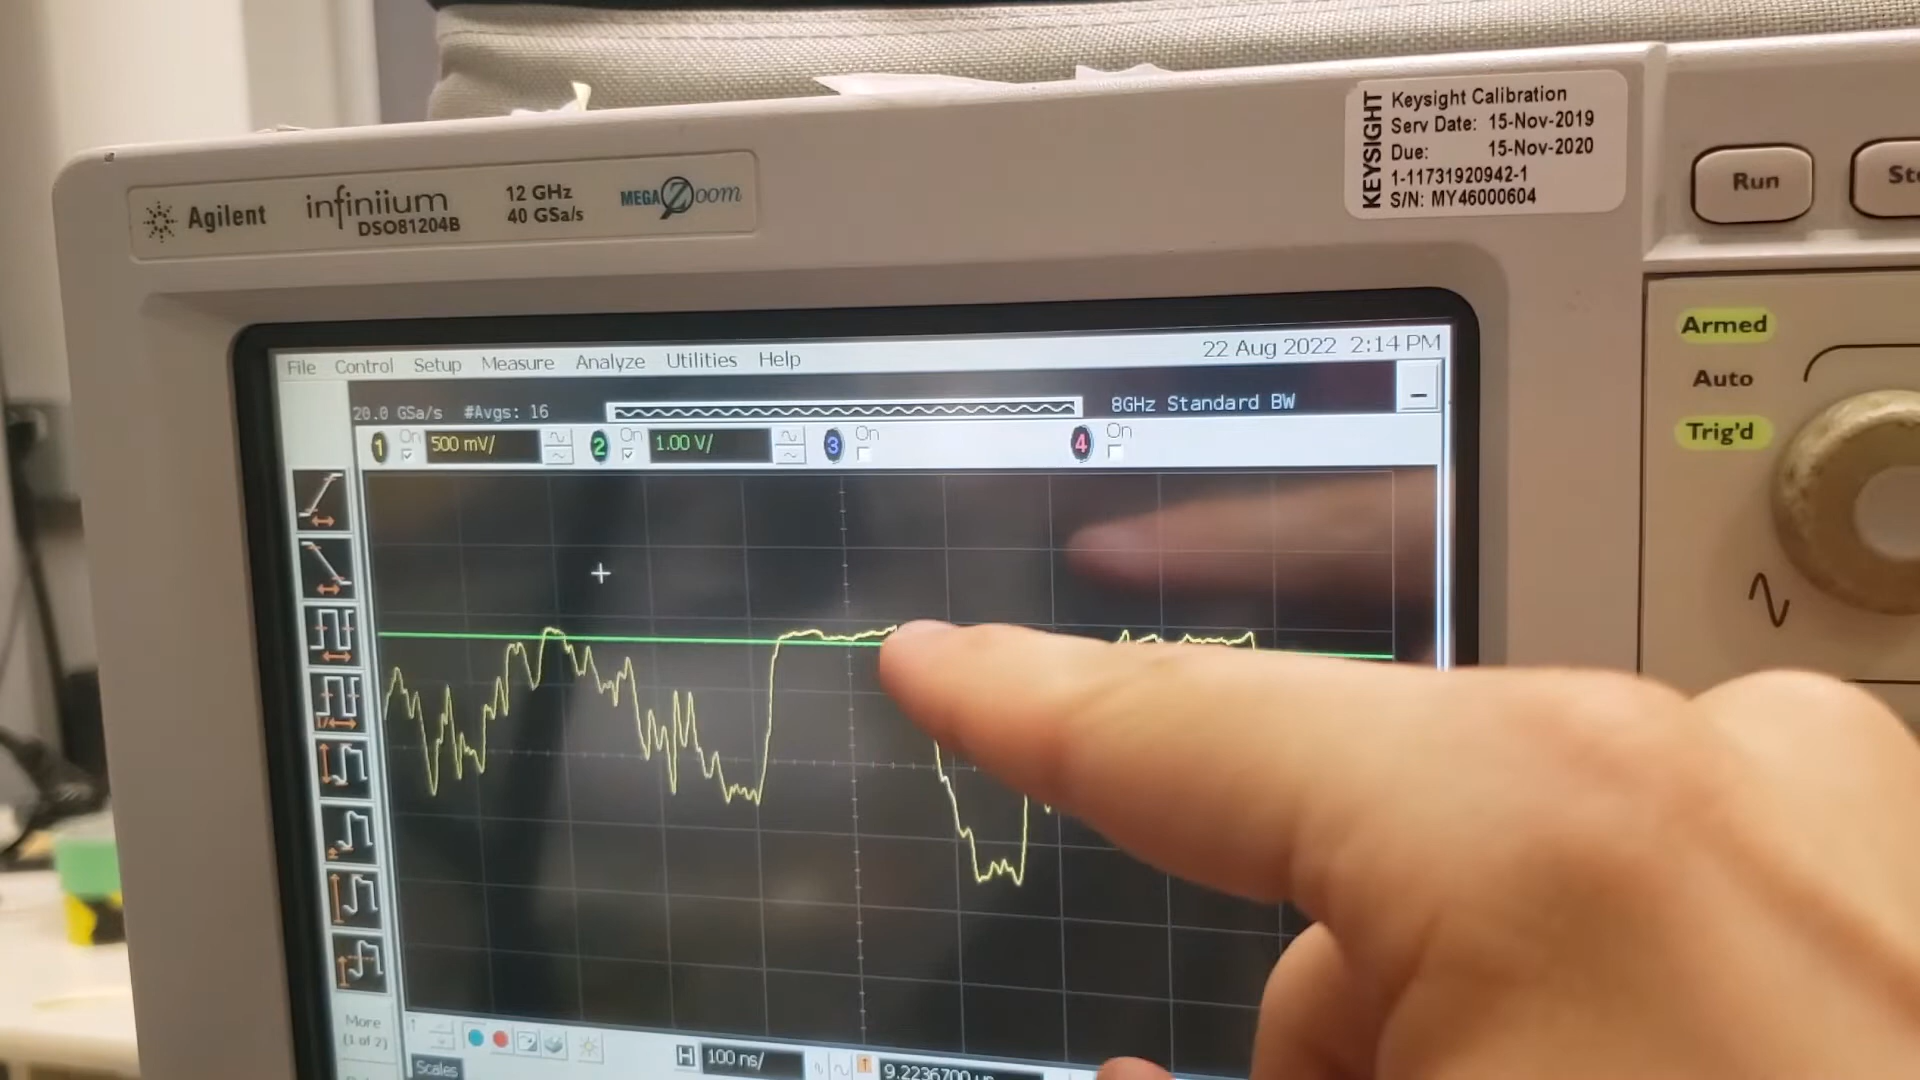 Agilent infiniium 12 GHz MEGA Zoom
DSO81204B 40 GSa/s
KEYSIGHT
Keysight Calibration
Serv Date: 15-Nov-2019
Due: 15-Nov-2020
1-11731920942-1
S/N: MY46000604
Run
Armed
Auto
Trig'd
File Control Setup Measure Analyze Utilities Help 22 Aug 2022 2:14 PM
20.0 GSa/s #Avgs: 16 8GHz Standard BW
1 On 500 mV/ 2 On 1.00 V/ 3 On 4 On
More
(1 of 2)
H 100 ns/
Scales